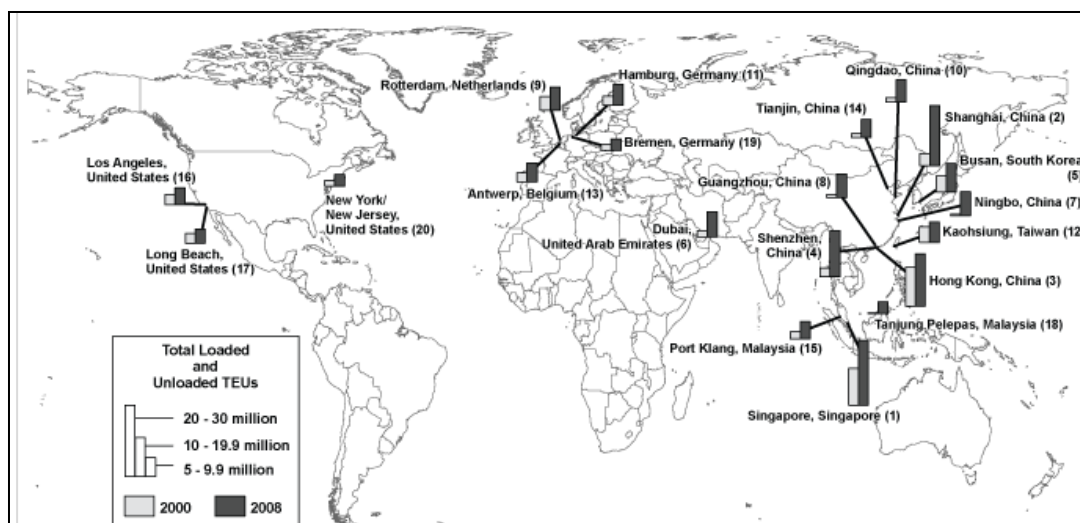 Hamburg, Germany (11)
Rotterdam, Netherlands (9)
Qingdao, China (10)
Tianjin, China (14)
Shanghai, China (2)
Bremen, Germany (19)
Busan, South Korea
(5)
Los Angeles,
United States (16)
Antwerp, Belgium (13)
Guangzhou, China (8)
Ningbo, China (7)
New York/
New Jersey,
United States (20)
Dubai,
United Arab Emirates (6)
Shenzhen,
China (4)
Kaohsiung, Taiwan (12
Long Beach,
United States (17)
Hong Kong, China (3)
Tanjung Pelepas, Malaysia (18)
Port Klang, Malaysia (15)
Singapore, Singapore (1)
Total Loaded
and
Unloaded TEUs
20 - 30 million
10 - 19.9 million
5 - 9.9 million
2000
2008